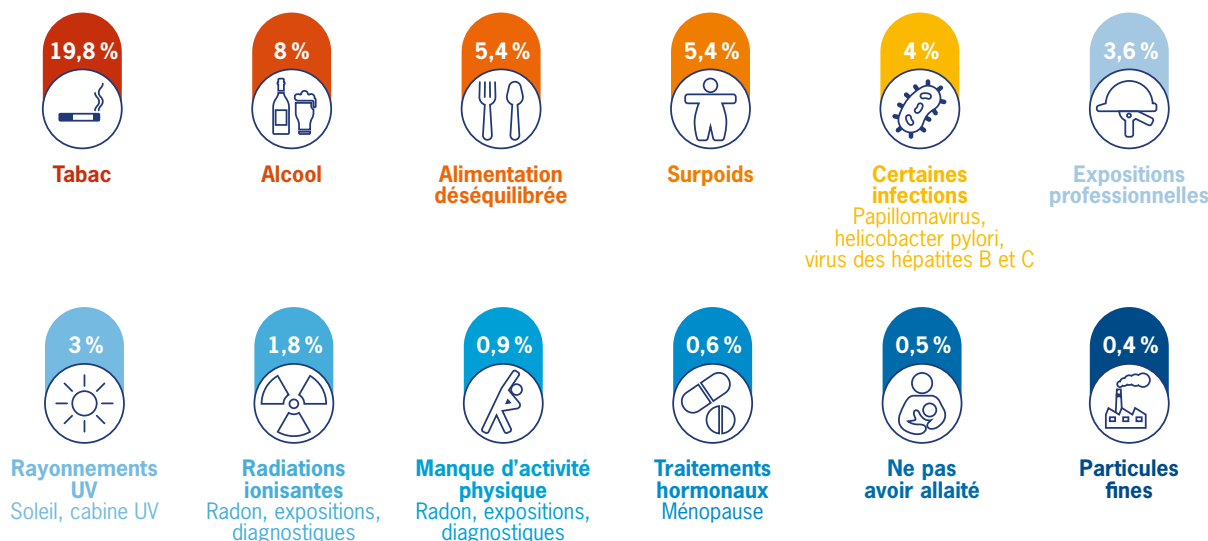 19,8 %
8 %
5,4 %
5,4 %
4 %
3,6 %
Tabac
Alcool
Alimentation
déséquilibrée
Surpoids
Certaines
infections
Papillomavirus,
helicobacter pylori,
virus des hépatites B et C
Expositions
professionnelles
3 %
1,8 %
0,9 %
0,6 %
0,5 %
0,4 %
Rayonnements
UV
Soleil, cabine UV
Radiations
ionisantes
Radon, expositions,
diagnostiques
Manque d’activité
physique
Radon, expositions,
diagnostiques
Traitements
hormonaux
Ménopause
Ne pas
avoir allaité
Particules
fines